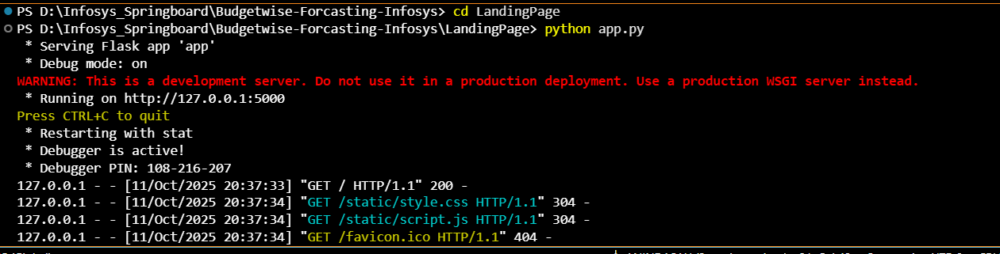 PS D:\Infosys_Springboard\Budgetwise-Forcasting-Infosys> cd LandingPage
PS D:\Infosys_Springboard\Budgetwise-Forcasting-Infosys\LandingPage> python app.py
 * Serving Flask app 'app'
 * Debug mode: on
WARNING: This is a development server. Do not use it in a production deployment. Use a production WSGI server instead.
 * Running on http://127.0.0.1:5000
Press CTRL+C to quit
 * Restarting with stat
 * Debugger is active!
 * Debugger PIN: 108-216-207
127.0.0.1 - - [11/Oct/2025 20:37:33] "GET / HTTP/1.1" 200 -
127.0.0.1 - - [11/Oct/2025 20:37:34] "GET /static/style.css HTTP/1.1" 304 -
127.0.0.1 - - [11/Oct/2025 20:37:34] "GET /static/script.js HTTP/1.1" 304 -
127.0.0.1 - - [11/Oct/2025 20:37:34] "GET /favicon.ico HTTP/1.1" 404 -